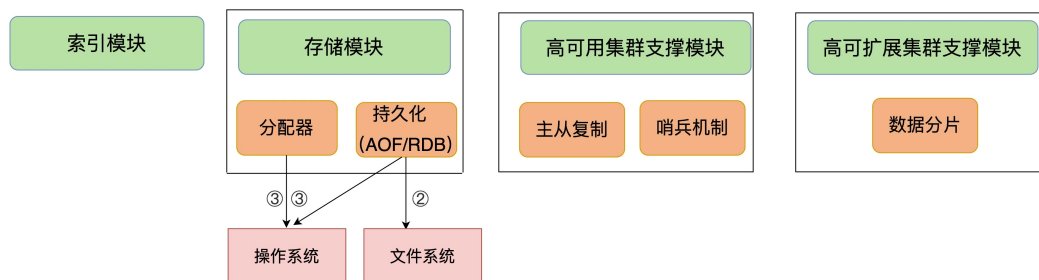 索引模块
存储模块
高可用集群支撑模块
高可扩展集群支撑模块
分配器
持久化
(AOF/RDB)
主从复制
哨兵机制
数据分片
③
③
②
操作系统
文件系统